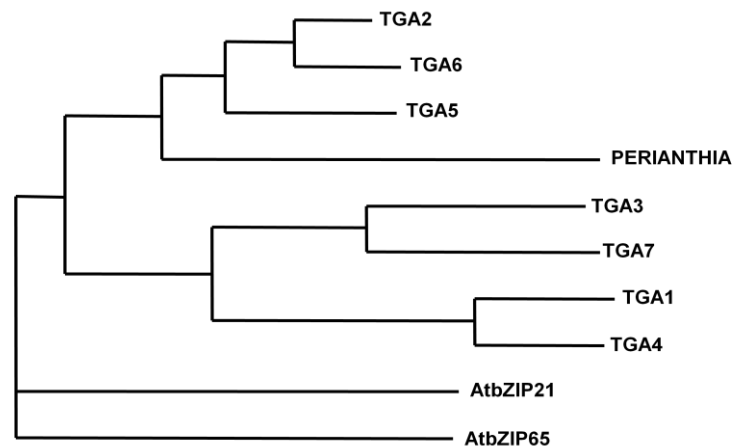 TGA2
TGA6
TGA5
PERIANTHIA
TGA3
TGA7
TGA1
TGA4
AtbZIP21
AtbZIP65